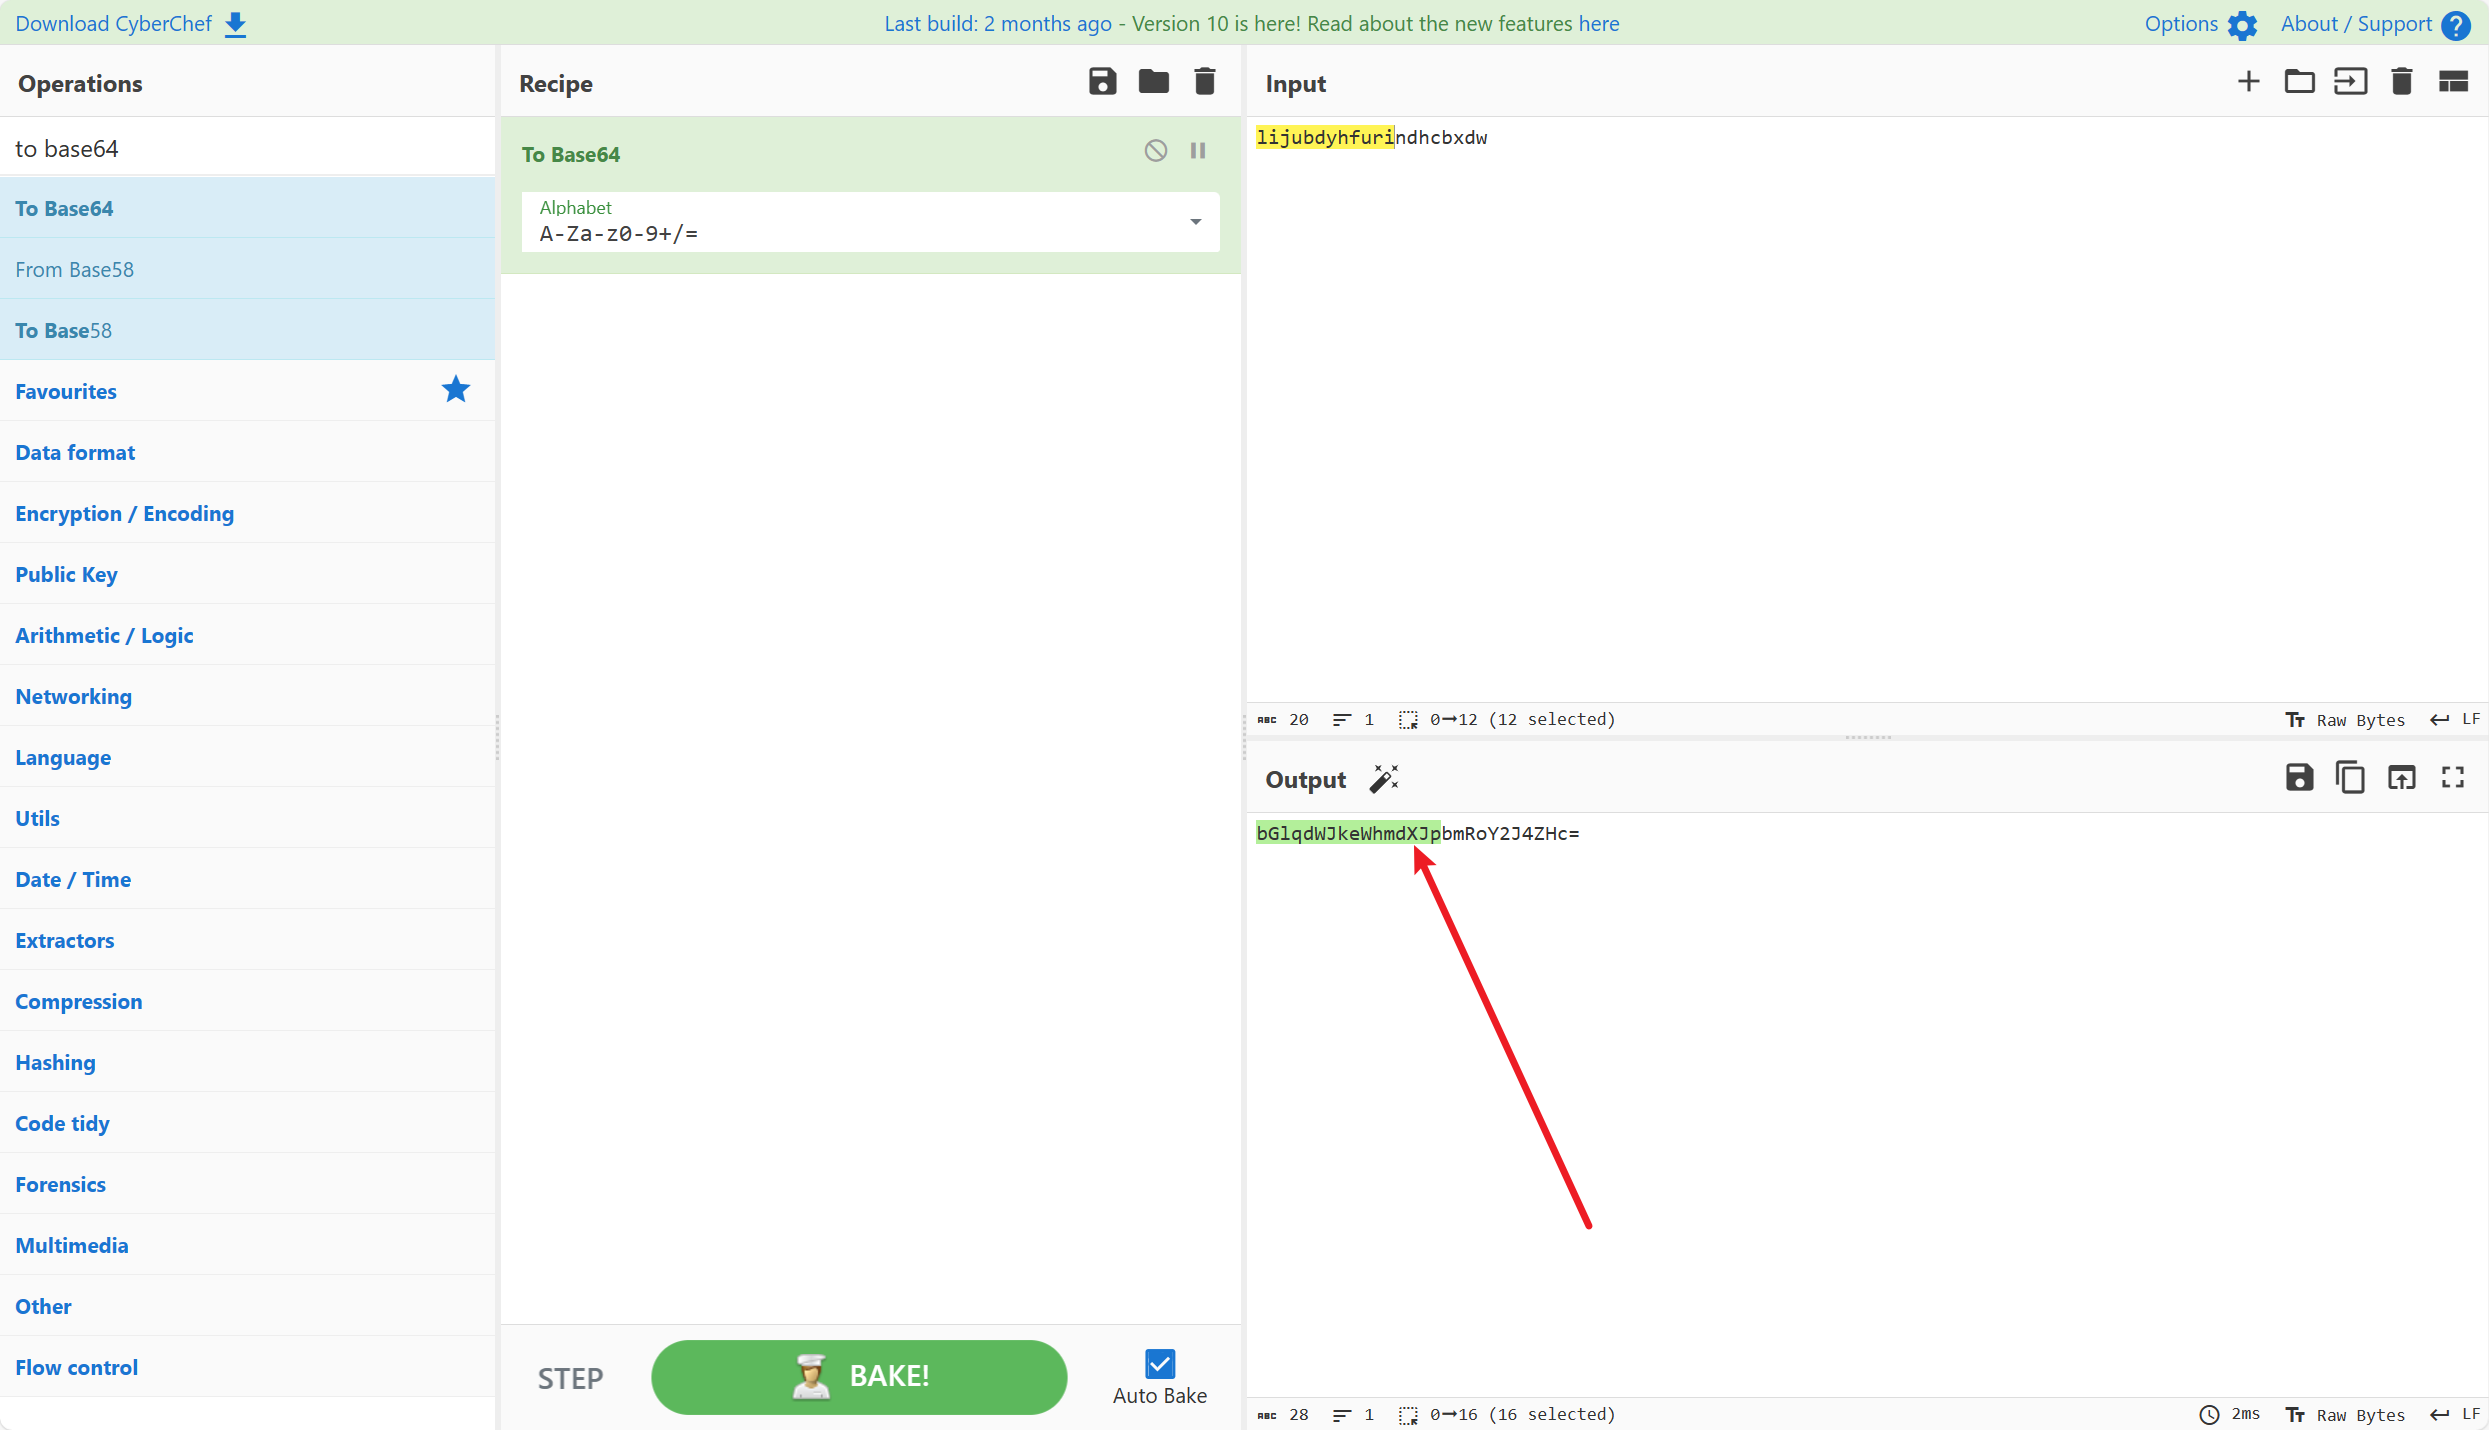 Download CyberChef
Last build: 2 months ago - Version 10 is here! Read about the new features here
Options
About / Support
Operations
to base64
To Base64
From Base58
To Base58
Favourites
Data format
Encryption / Encoding
Public Key
Arithmetic / Logic
Networking
Language
Utils
Date / Time
Extractors
Compression
Hashing
Code tidy
Forensics
Multimedia
Other
Flow control
Recipe
To Base64
Alphabet
A-Za-z0-9+/=
STEP
BAKE!
Auto Bake
Input
lijubdyhfurindhcbxdw
ABC 20 1 0→12 (12 selected)
Raw Bytes LF
Output
bGlqdWJkeWhmdXJpbmRoY2J4ZHc=
ABC 28 1 0→16 (16 selected)
2ms Raw Bytes LF